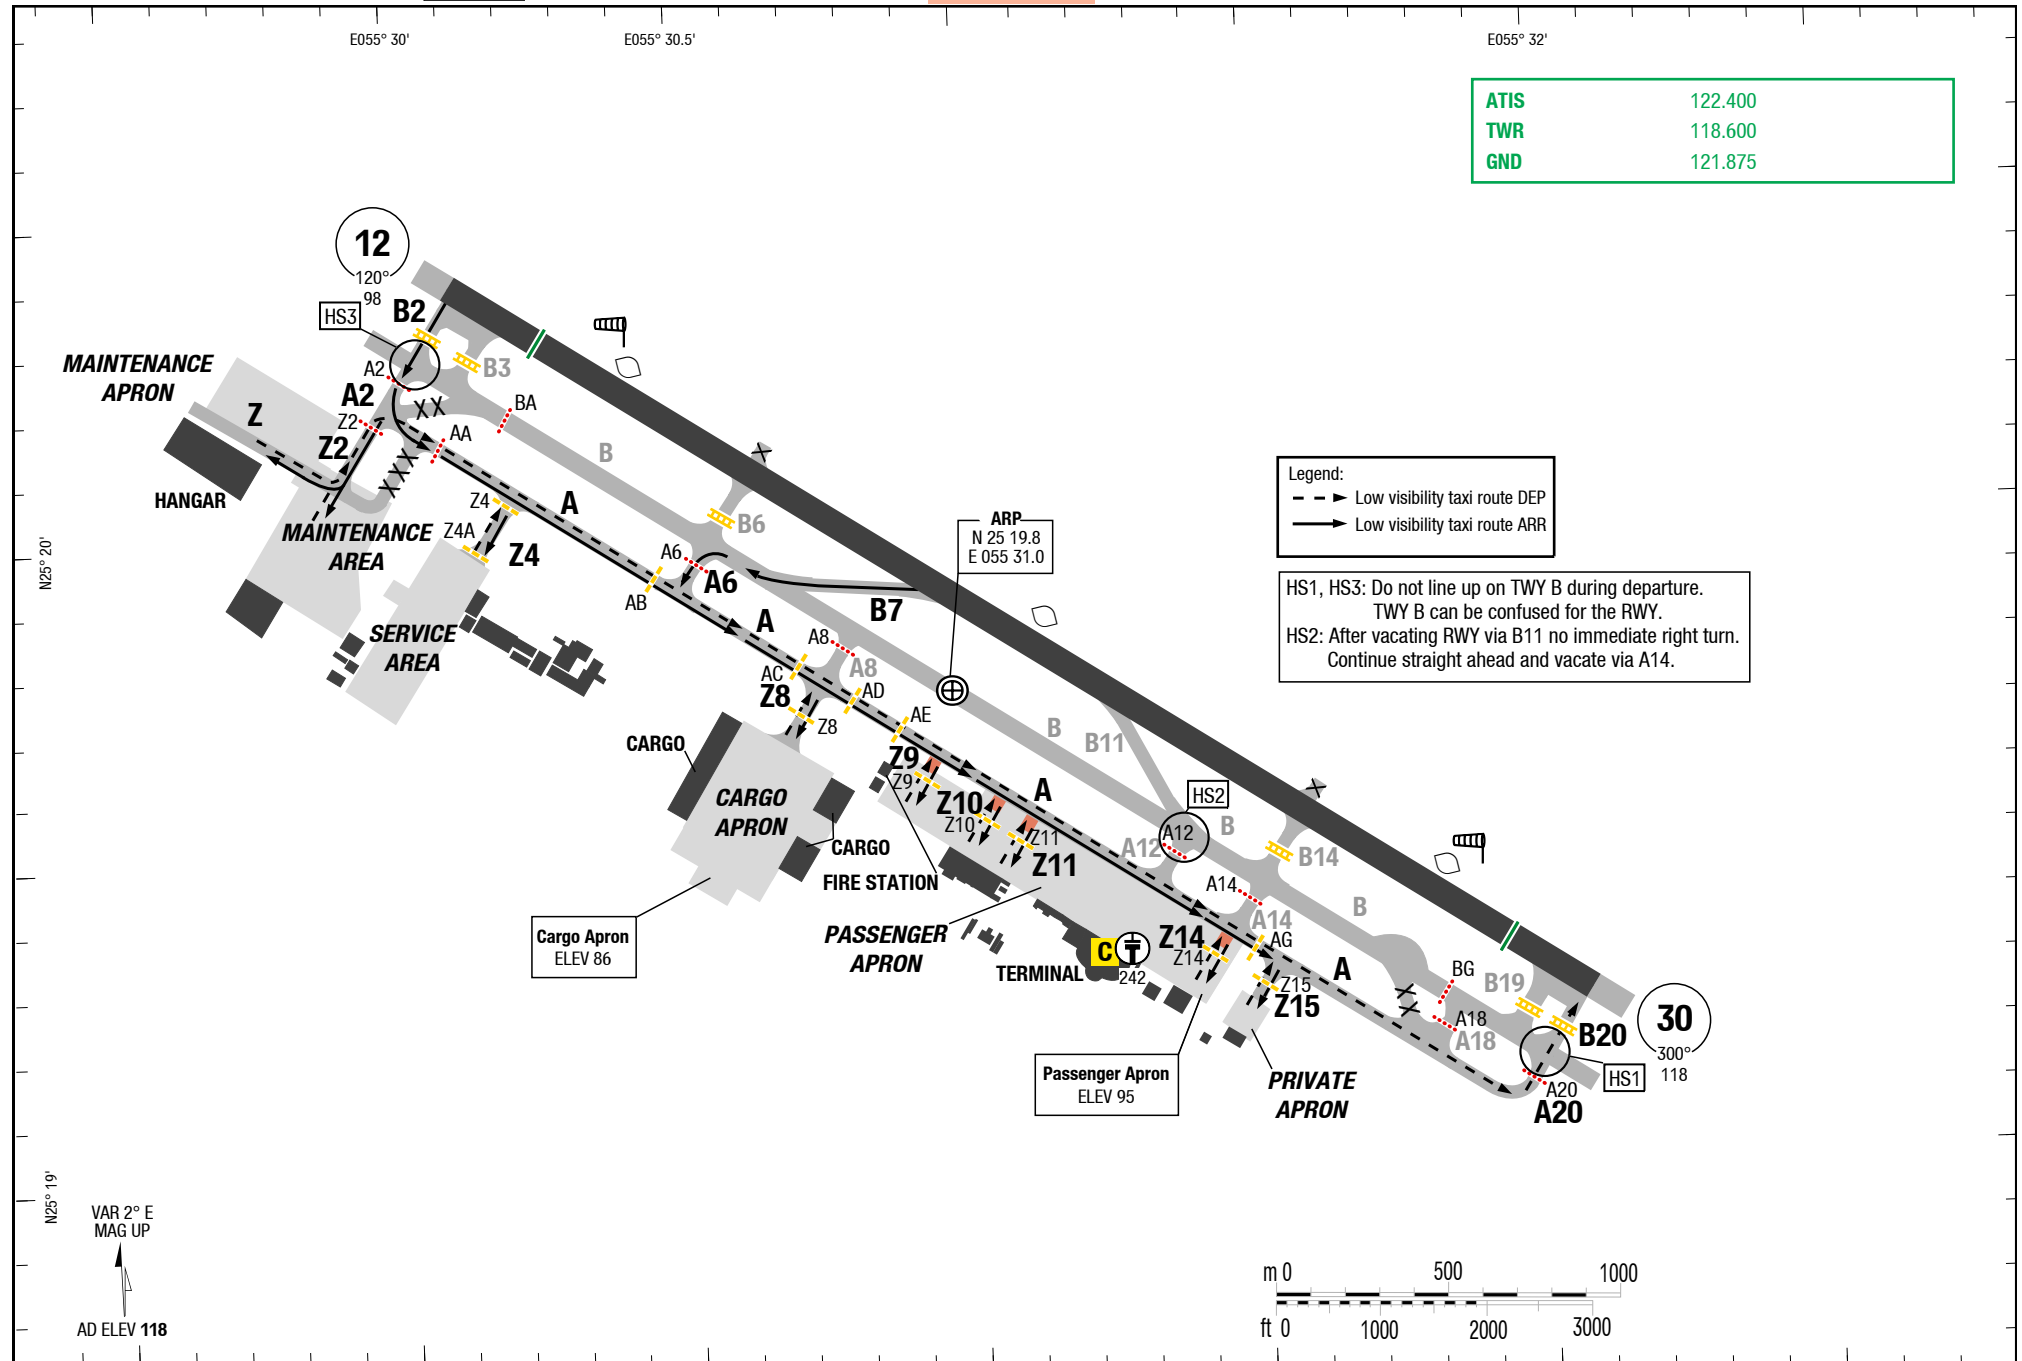 E055° 30'
E055° 30.5'
E055° 32'
ATIS 122.400
TWR 118.600
GND 121.875
12
120°
98
HS3
B2
B3
MAINTENANCE
APRON
A2
A2
Z2
Z
Z2
XX
XXX
BA
AA
B
X
HANGAR
MAINTENANCE
AREA
Z4
Z4A
Z4
A
B6
A6
A6
AB
B7
ARP
N 25 19.8
E 055 31.0
Legend:
Low visibility taxi route DEP
Low visibility taxi route ARR
HS1, HS3: Do not line up on TWY B during departure.
TWY B can be confused for the RWY.
HS2: After vacating RWY via B11 no immediate right turn.
Continue straight ahead and vacate via A14.
N25° 20'
SERVICE
AREA
A
A8
A8
AC
Z8
Z8
AD
AE
CARGO
CARGO
APRON
CARGO
FIRE STATION
Z9
Z9
Z10
Z10
Z11
Z11
A
B
B11
HS2
A12
A12
B
X
B14
A14
A14
B
Cargo Apron
ELEV 86
PASSENGER
APRON
TERMINAL
C
242
Z14
Z14
AG
Z15
Z15
A
XX
BG
B19
A18
A18
B20
30
300°
118
HS1
A20
A20
Passenger Apron
ELEV 95
PRIVATE
APRON
N25° 19'
VAR 2° E
MAG UP
AD ELEV 118
m 0 500 1000
ft 0 1000 2000 3000